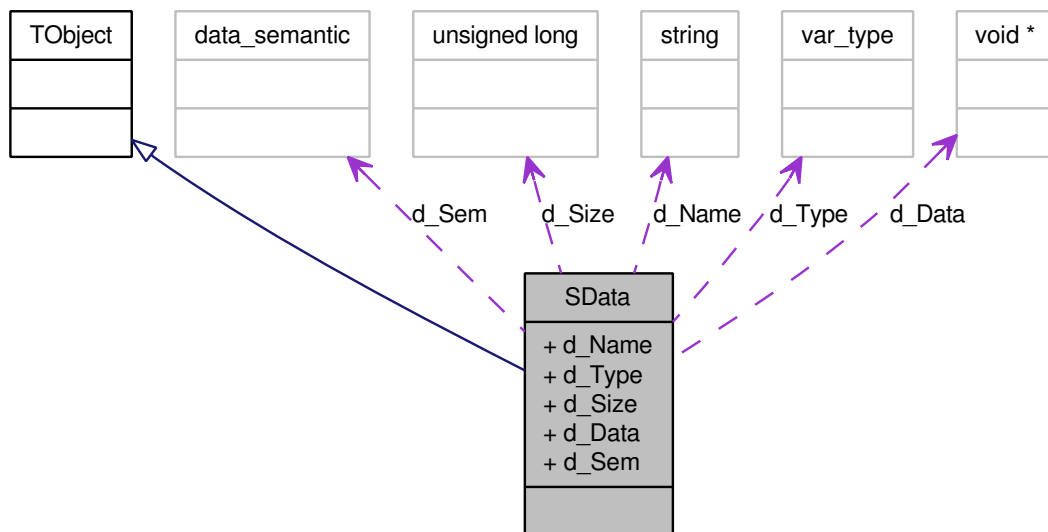 TObject
data_semantic
unsigned long
string
var_type
void *
d_Sem
d_Size
d_Name
d_Type
d_Data
SData
+ d_Name
+ d_Type
+ d_Size
+ d_Data
+ d_Sem